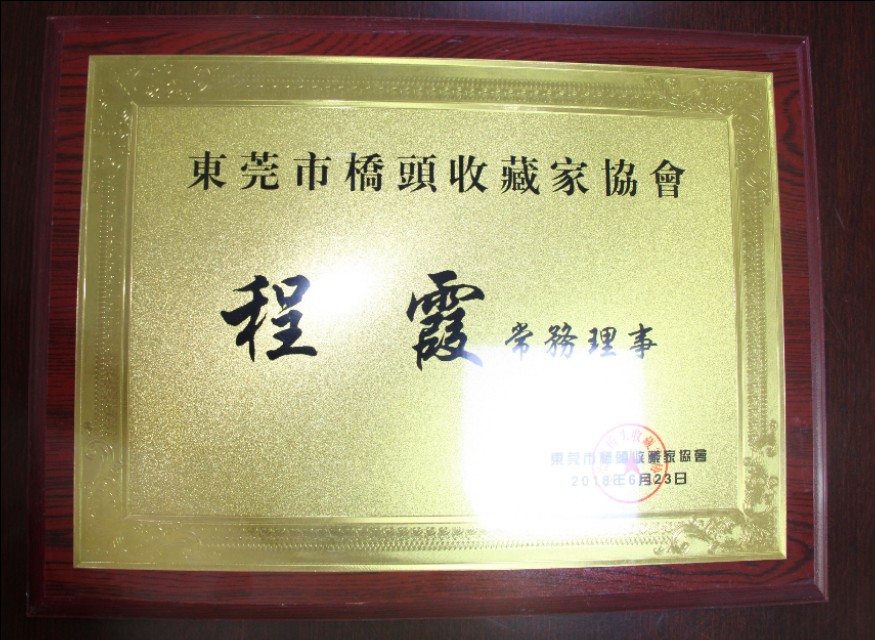 東莞市橋頭收藏家協會
程霞 常務理事
東莞市橋頭收藏家協會
2018年6月23日